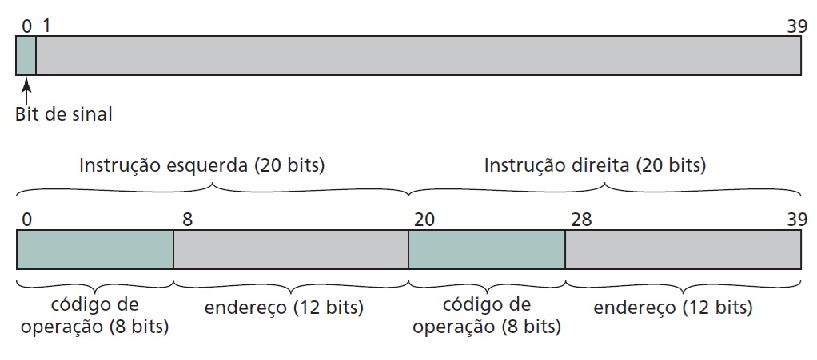 0 1 39
Bit de sinal
Instrução esquerda (20 bits) Instrução direita (20 bits)
0 8 20 28 39
código de operação (8 bits)
endereço (12 bits)
código de operação (8 bits)
endereço (12 bits)